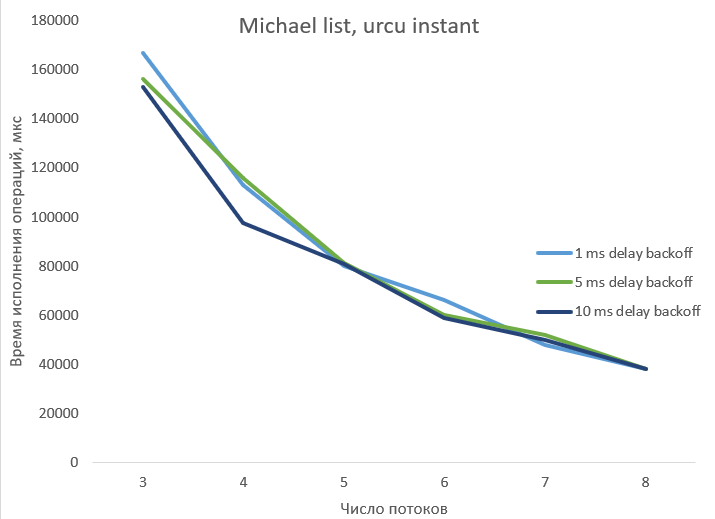 Michael list, urcu instant
Время исполнения операций, мкс
180000
160000
140000
120000
100000
80000
60000
40000
20000
0
1 ms delay backoff
5 ms delay backoff
10 ms delay backoff
3 4 5 6 7 8
Число потоков